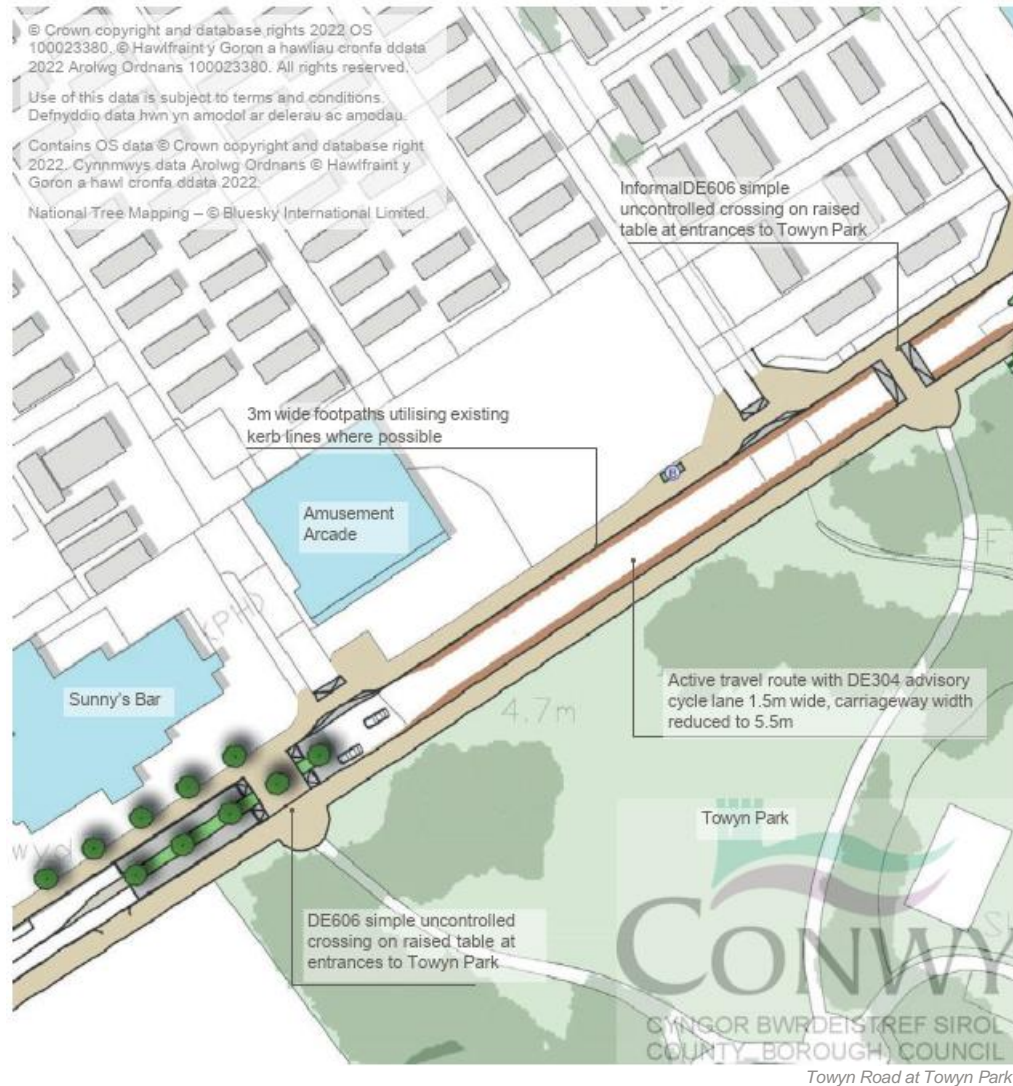 © Crown copyright and database rights 2022 OS
100023380. © Hawlfraint y Goron a hawliau cronfa ddata
2022 Arolwg Ordnans 100023380. All rights reserved.
Use of this data is subject to terms and conditions.
Defnyddio data hwn yn amodol ar delerau ac amodau.
Contains OS data © Crown copyright and database right
2022. Cynnmwys data Arolwg Ordnans © Hawlfraint y
Goron a hawl cronfa ddata 2022.
National Tree Mapping – © Bluesky International Limited.
InformalDE606 simple
uncontrolled crossing on raised
table at entrances to Towyn Park
3m wide footpaths utilising existing
kerb lines where possible
Amusement
Arcade
B
(PH)
Sunny's Bar
Active travel route with DE304 advisory
cycle lane 1.5m wide, carriageway width
reduced to 5.5m
4.7m
Towyn Park
DE606 simple uncontrolled
crossing on raised table at
entrances to Towyn Park
CONWY
CYNGOR BWRDEISTREF SIROL
COUNTY BOROUGH COUNCIL
Towyn Road at Towyn Park